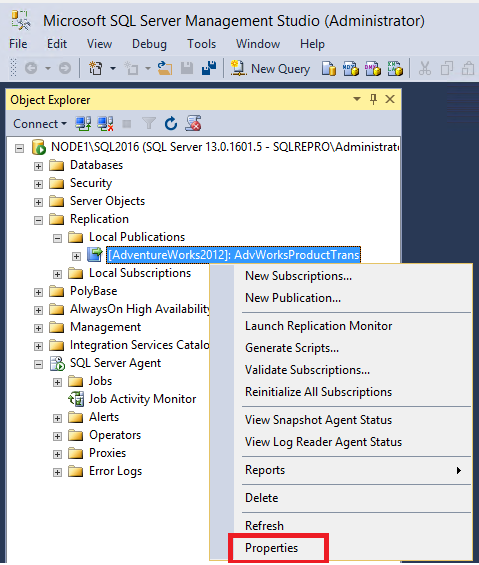 Microsoft SQL Server Management Studio (Administrator)
File Edit View Debug Tools Window Help
New Query
Object Explorer
Connect
NODE1\SQL2016 (SQL Server 13.0.1601.5 - SQLREPRO\Administrato
Databases
Security
Server Objects
Replication
Local Publications
[AdventureWorks2012]: AdvWorksProductTrans
Local Subscriptions
PolyBase
AlwaysOn High Availability
Management
Integration Services Catalo
SQL Server Agent
Jobs
Job Activity Monitor
Alerts
Operators
Proxies
Error Logs
New Subscriptions...
New Publication...
Launch Replication Monitor
Generate Scripts...
Validate Subscriptions...
Reinitialize All Subscriptions
View Snapshot Agent Status
View Log Reader Agent Status
Reports
Delete
Refresh
Properties